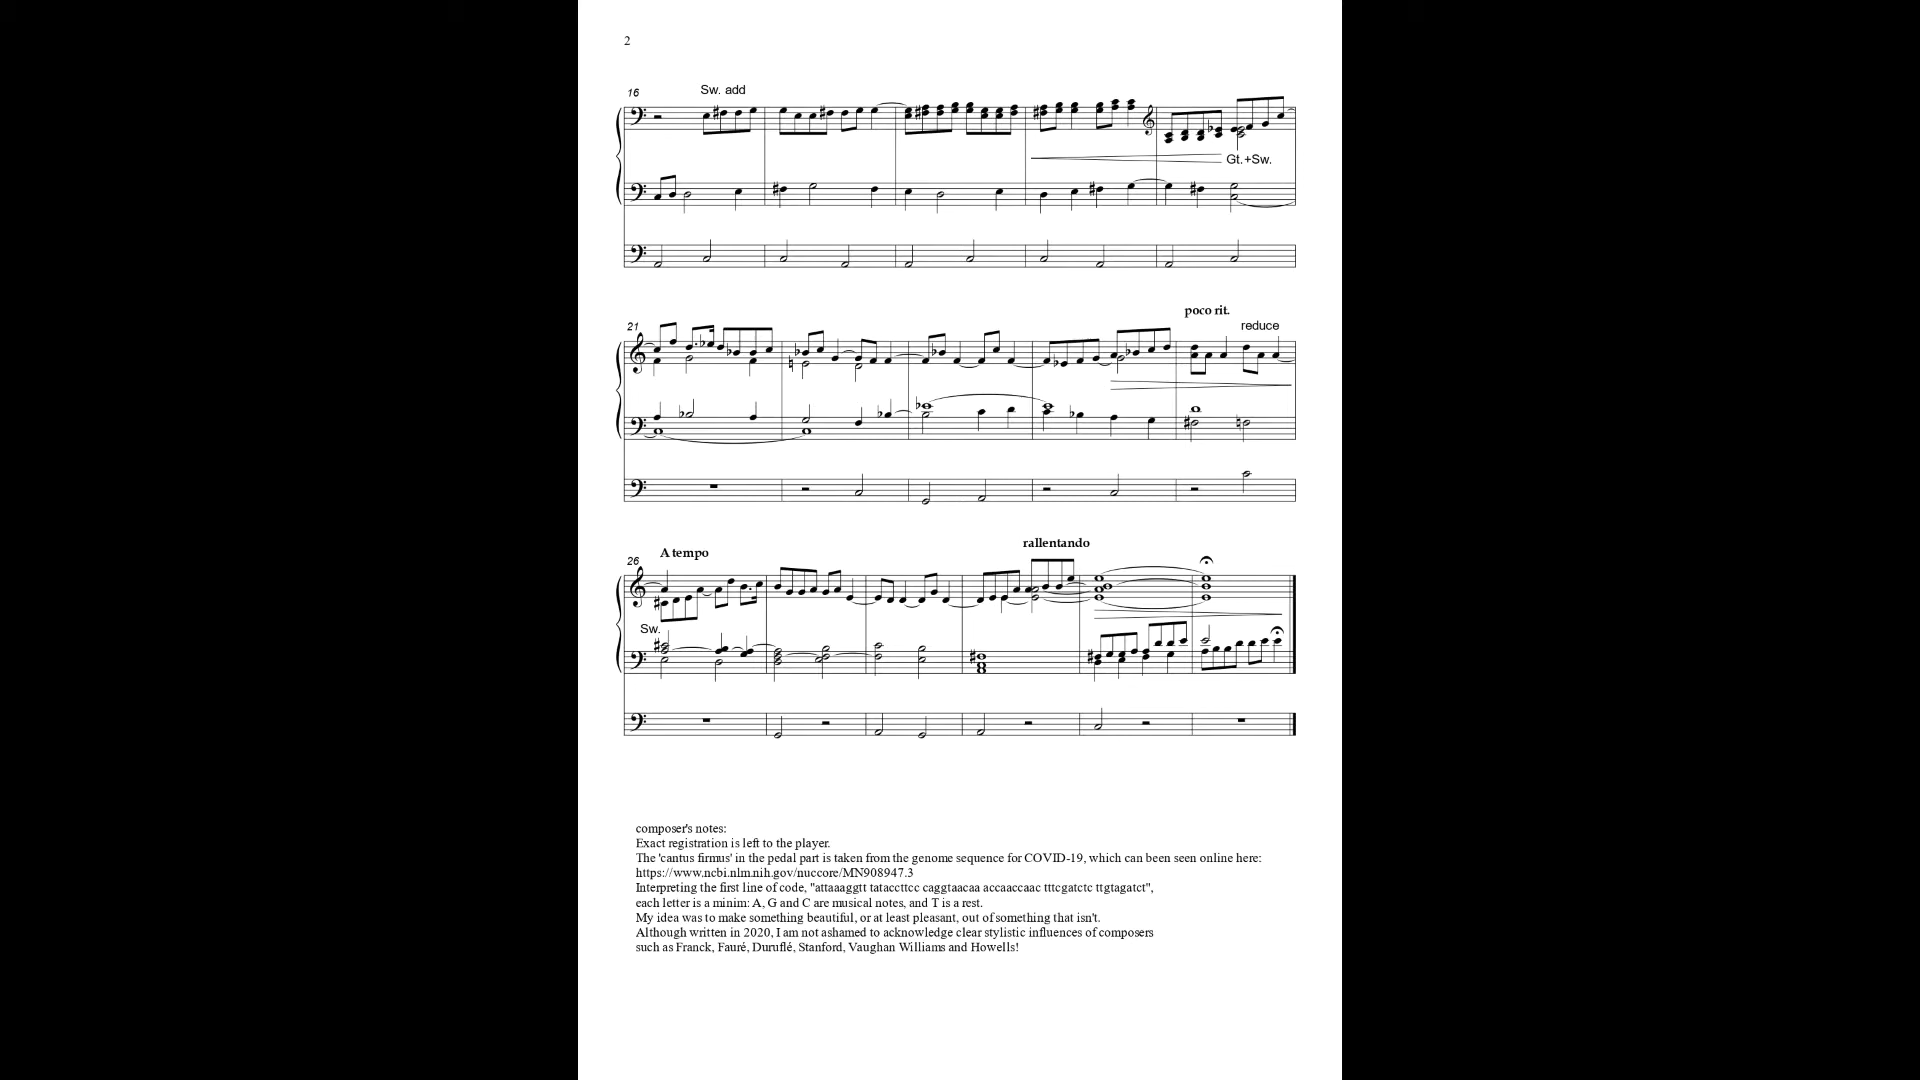 2
16
Sw. add
Gt.+Sw.
poco rit.
21
reduce
A tempo
rallentando
26
Sw.
composer's notes:
Exact registration is left to the player.
The 'cantus firmus' in the pedal part is taken from the genome sequence for COVID-19, which can been seen online here:
https://www.ncbi.nlm.nih.gov/nuccore/MN908947.3
Interpreting the first line of code, "attaaaggtt tataccttcc caggtaacaa accaaccaac tttcgatctc ttgtagatct",
each letter is a minim: A, G and C are musical notes, and T is a rest.
My idea was to make something beautiful, or at least pleasant, out of something that isn't.
Although written in 2020, I am not ashamed to acknowledge clear stylistic influences of composers
such as Franck, Fauré, Duruflé, Stanford, Vaughan Williams and Howells!